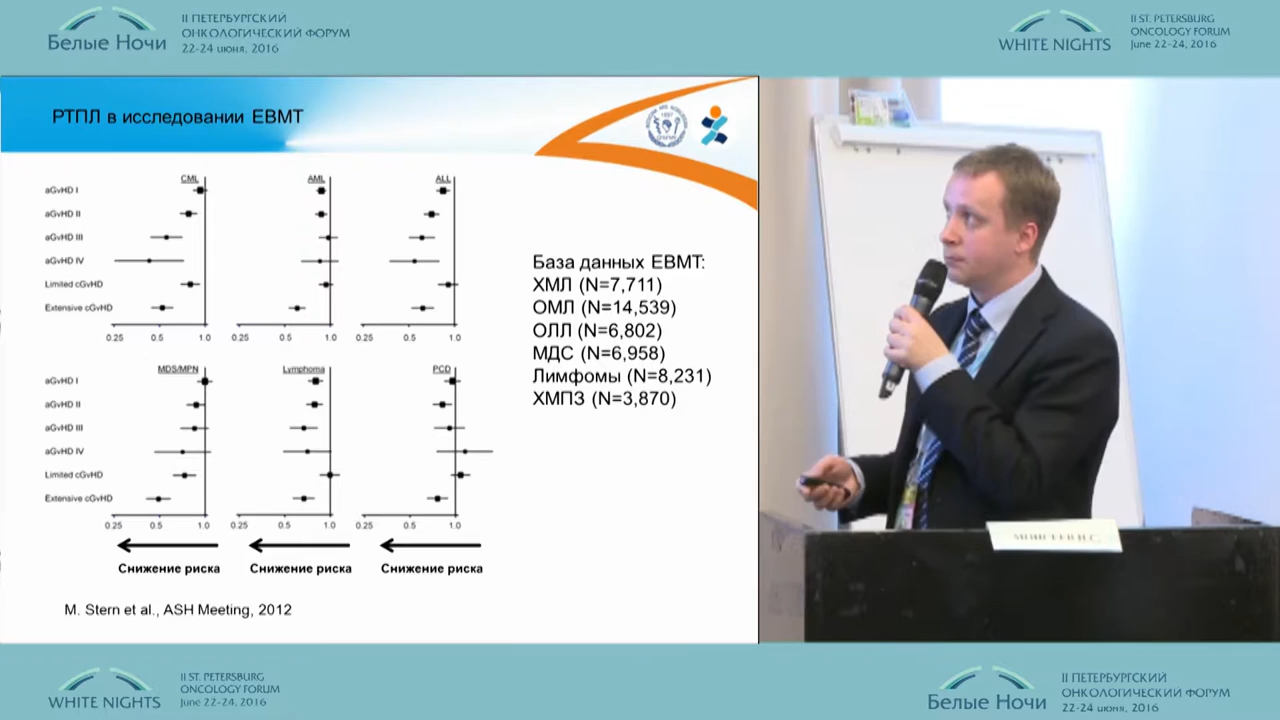 Белые Ночи
II ПЕТЕРБУРГСКИЙ
ОНКОЛОГИЧЕСКИЙ ФОРУМ
22-24 июня, 2016
WHITE NIGHTS
II ST. PETERSBURG
ONCOLOGY FORUM
June 22-24, 2016
РТПЛ в исследовании ЕВМТ
CML
AML
ALL
aGvHD I
aGvHD II
aGvHD III
aGvHD IV
Limited cGvHD
Extensive cGvHD
0.25 0.5 1.0
0.25 0.5 1.0
0.25 0.5 1.0
MDS/MPN
Lymphoma
PCD
aGvHD I
aGvHD II
aGvHD III
aGvHD IV
Limited cGvHD
Extensive cGvHD
0.25 0.5 1.0
0.25 0.5 1.0
0.25 0.5 1.0
Снижение риска
Снижение риска
Снижение риска
База данных ЕВМТ:
ХМЛ (N=7,711)
ОМЛ (N=14,539)
ОЛЛ (N=6,802)
МДС (N=6,958)
Лимфомы (N=8,231)
ХМПЗ (N=3,870)
M. Stern et al., ASH Meeting, 2012
WHITE NIGHTS
II ST. PETERSBURG
ONCOLOGY FORUM
June 22-24, 2016
Белые Ночи
II ПЕТЕРБУРГСКИЙ
ОНКОЛОГИЧЕСКИЙ ФОРУМ
22-24 июня, 2016